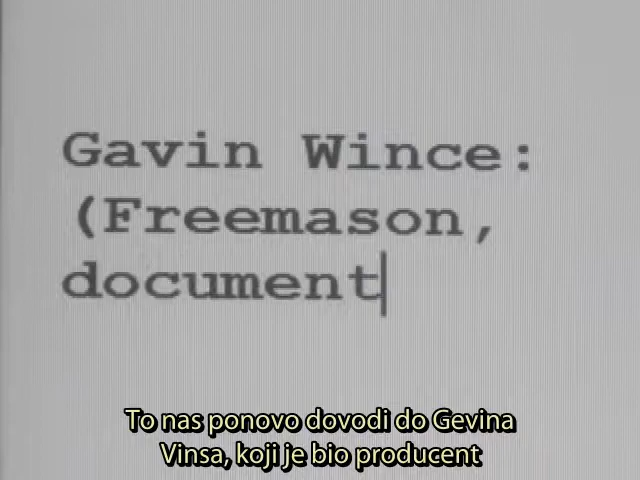 Gavin Wince:
(Freemason,
document
To nas ponovo dovodi do Gevina
Vinsa, koji je bio producent